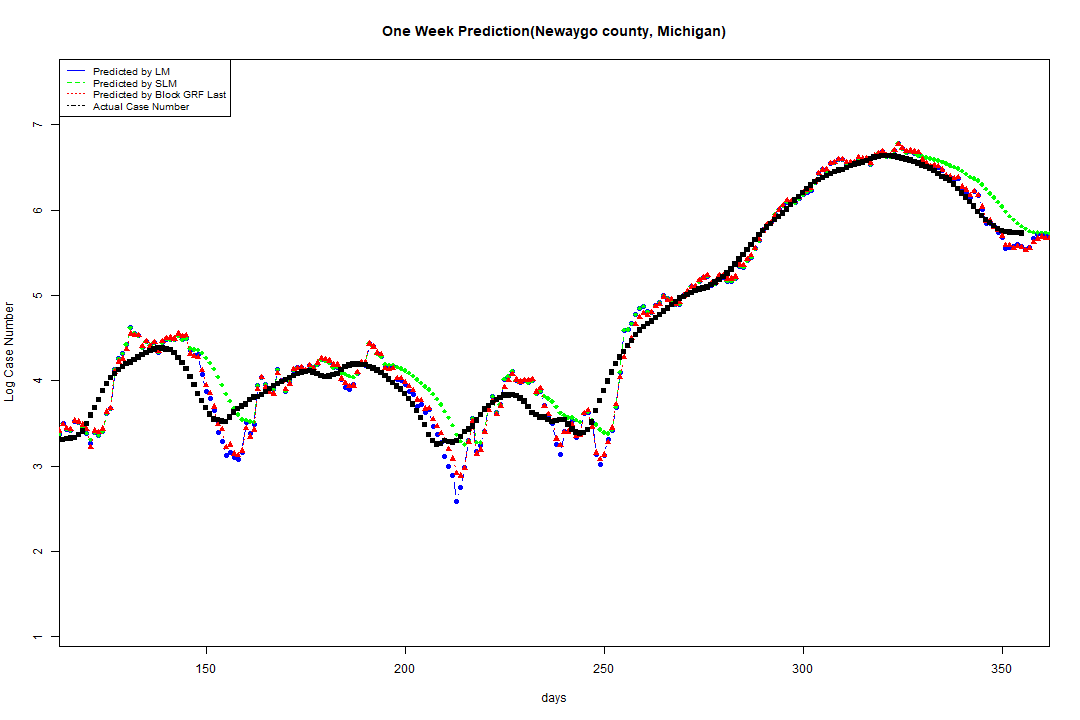 One Week Prediction(Newaygo county, Michigan)
Predicted by LM
Predicted by SLM
Predicted by Block GRF Last
Actual Case Number
Log Case Number
7
6
5
4
3
2
1
150 200 250 300 350
days